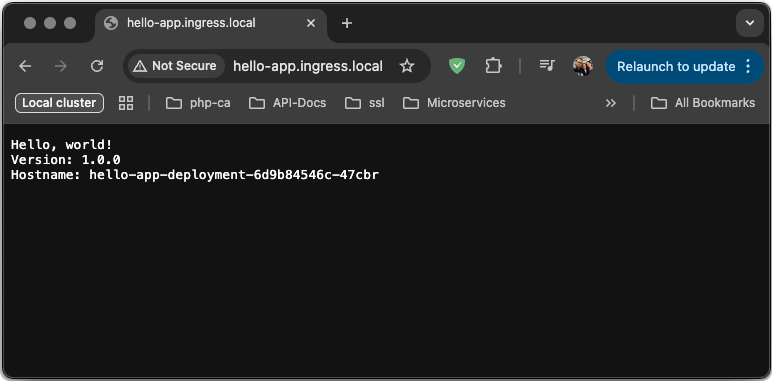 hello-app.ingress.local
Not Secure hello-app.ingress.local Relaunch to update
Local cluster php-ca API-Docs ssl Microservices All Bookmarks
Hello, world!
Version: 1.0.0
Hostname: hello-app-deployment-6d9b84546c-47cbr